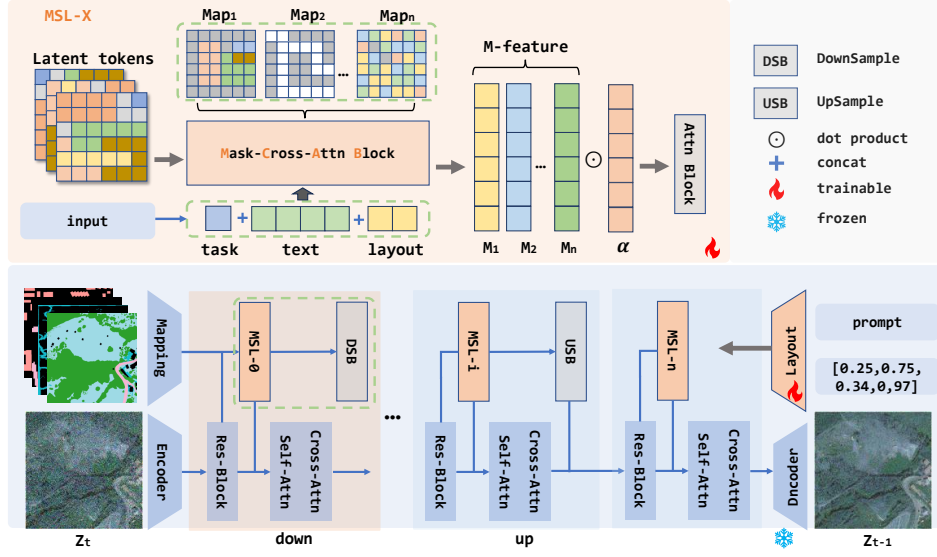 MSL-X
Map1
Map2
Mapn
Latent tokens
...
Mask-Cross-Attn Block
input
+
+
task
text
layout
M-feature
...
M1
M2
Mn
α
Attn Block
DSB
DownSample
USB
UpSample
dot product
+
concat
trainable
frozen
Mapping
MSL-0
DSB
MSL-i
USB
MSL-n
Layout
prompt
[0.25,0.75,
0.34,0,97]
...
Encoder
Res-Block
Self-Attn
Cross-Attn
Res-Block
Self-Attn
Cross-Attn
Res-Block
Self-Attn
Cross-Attn
Dncoder
Zt
down
up
Zt-1